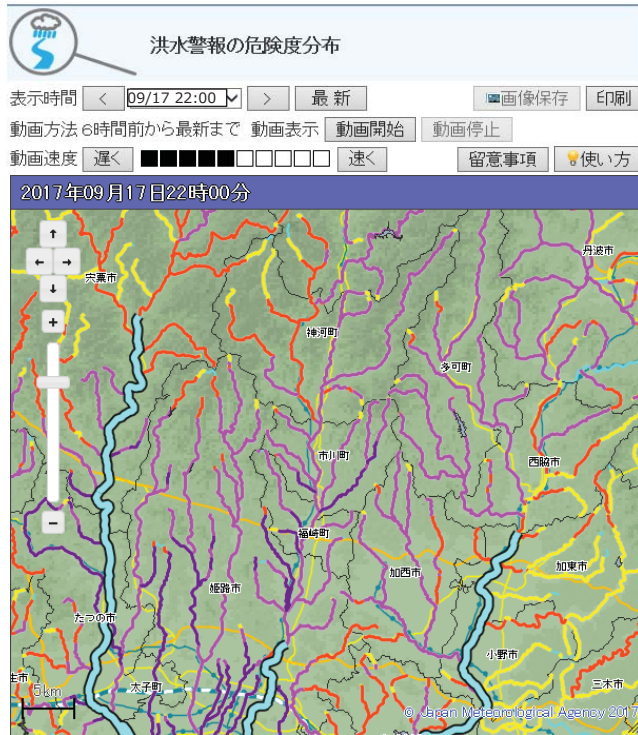 洪水警報の危険度分布
表示時間 < 09/17 22:00 > 最 新 画像保存 印刷
動画方法 6時間前から最新まで 動画表示 動画開始 動画停止
動画速度 遅く 速く 留意事項 使い方
2017年09月17日22時00分
丹波市
宍粟市
神河町
多可町
市川町
西脇市
福崎町
加西市
加東市
姫路市
たつの市
小野市
生市
太子町
三木市
5km
© Japan Meteorological Agency 2017